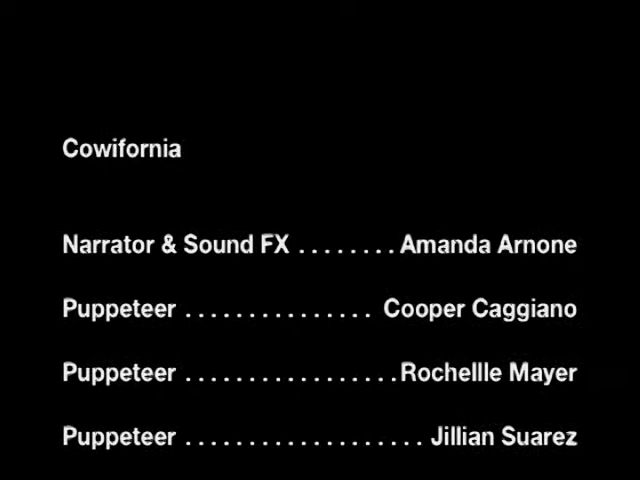 Cowifornia
Narrator & Sound FX ........ Amanda Arnone
Puppeteer ............... Cooper Caggiano
Puppeteer .................Rochellle Mayer
Puppeteer ................... Jillian Suarez